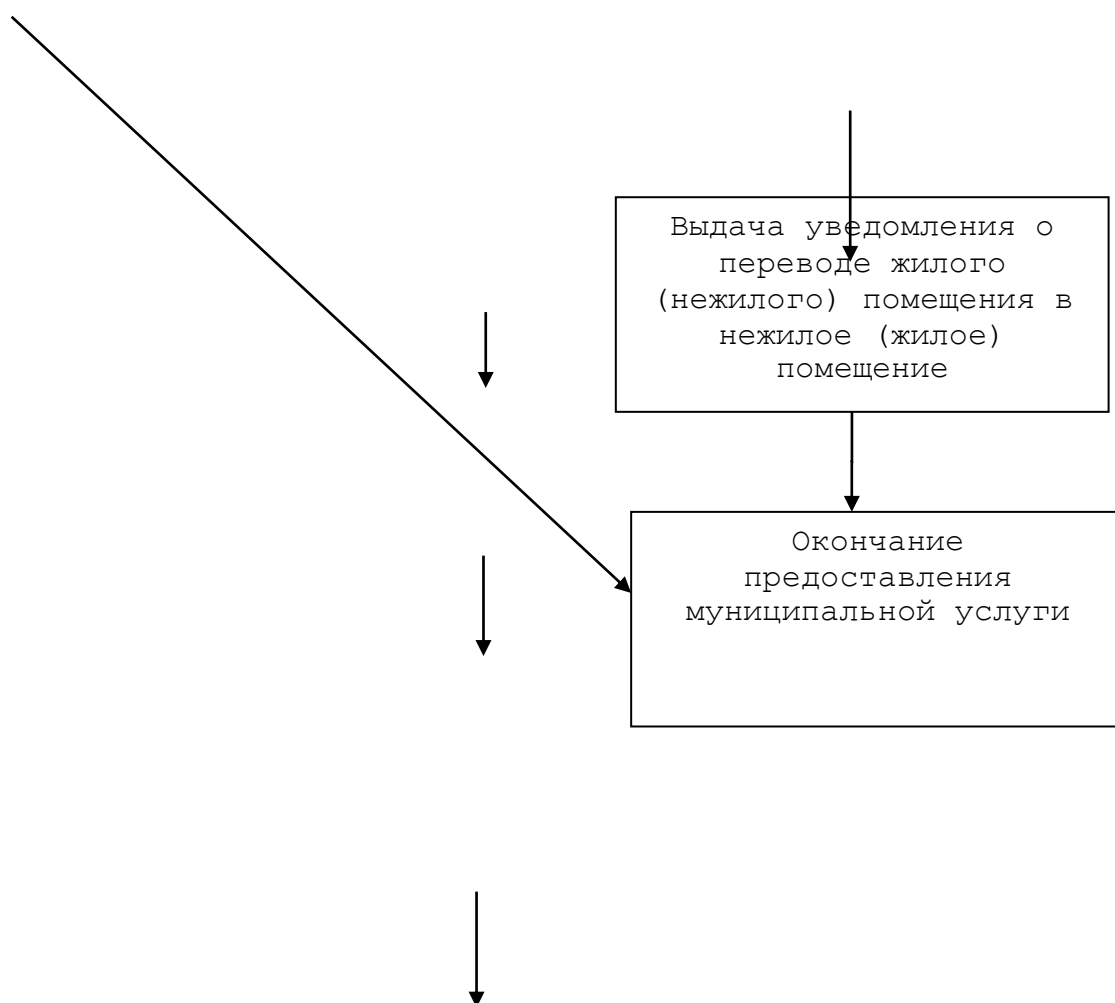 Выдача уведомления о
переводе жилого
(нежилого) помещения в
нежилое (жилое)
помещение
Окончание
предоставления
муниципальной услуги